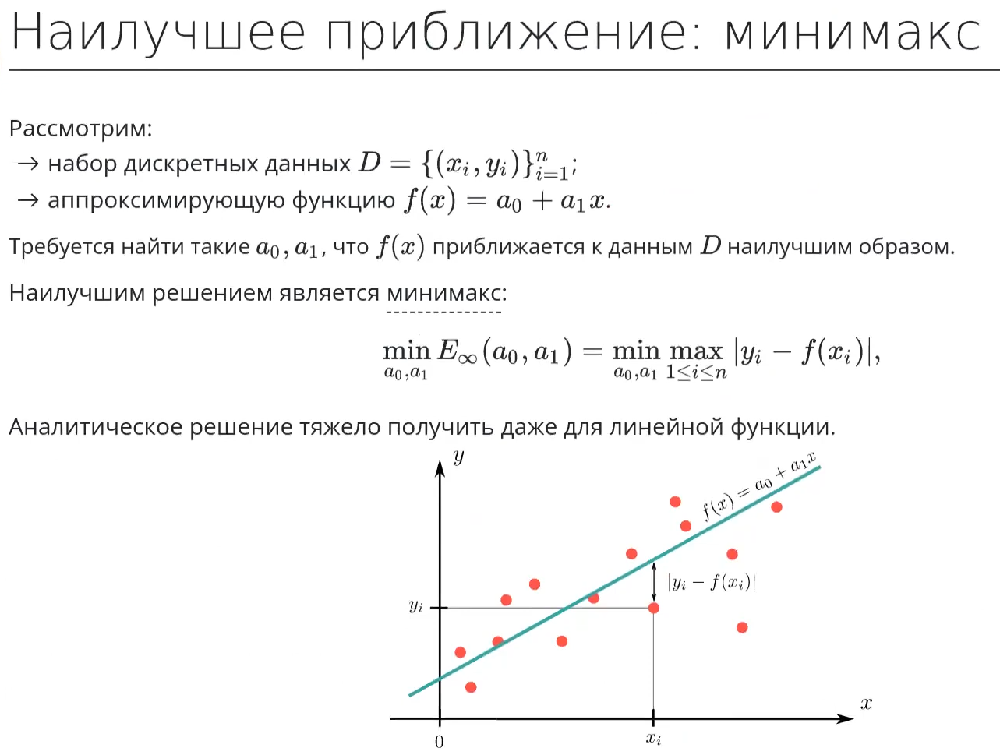 Наилучшее приближение: минимакс
Рассмотрим:
→ набор дискретных данных $D = \{(x_i, y_i)\}_{i=1}^{n}$;
→ аппроксимирующую функцию $f(x) = a_0 + a_1 x$.
Требуется найти такие $a_0, a_1$, что $f(x)$ приближается к данным $D$ наилучшим образом.
Наилучшим решением является минимакс:
$\min_{a_0,a_1} E_\infty(a_0, a_1) = \min_{a_0,a_1} \max_{1 \le i \le n} |y_i - f(x_i)|,$
Аналитическое решение тяжело получить даже для линейной функции.
$y$
$f(x) = a_0 + a_1 x$
$|y_i - f(x_i)|$
$y_i$
$x$
$0$
$x_i$